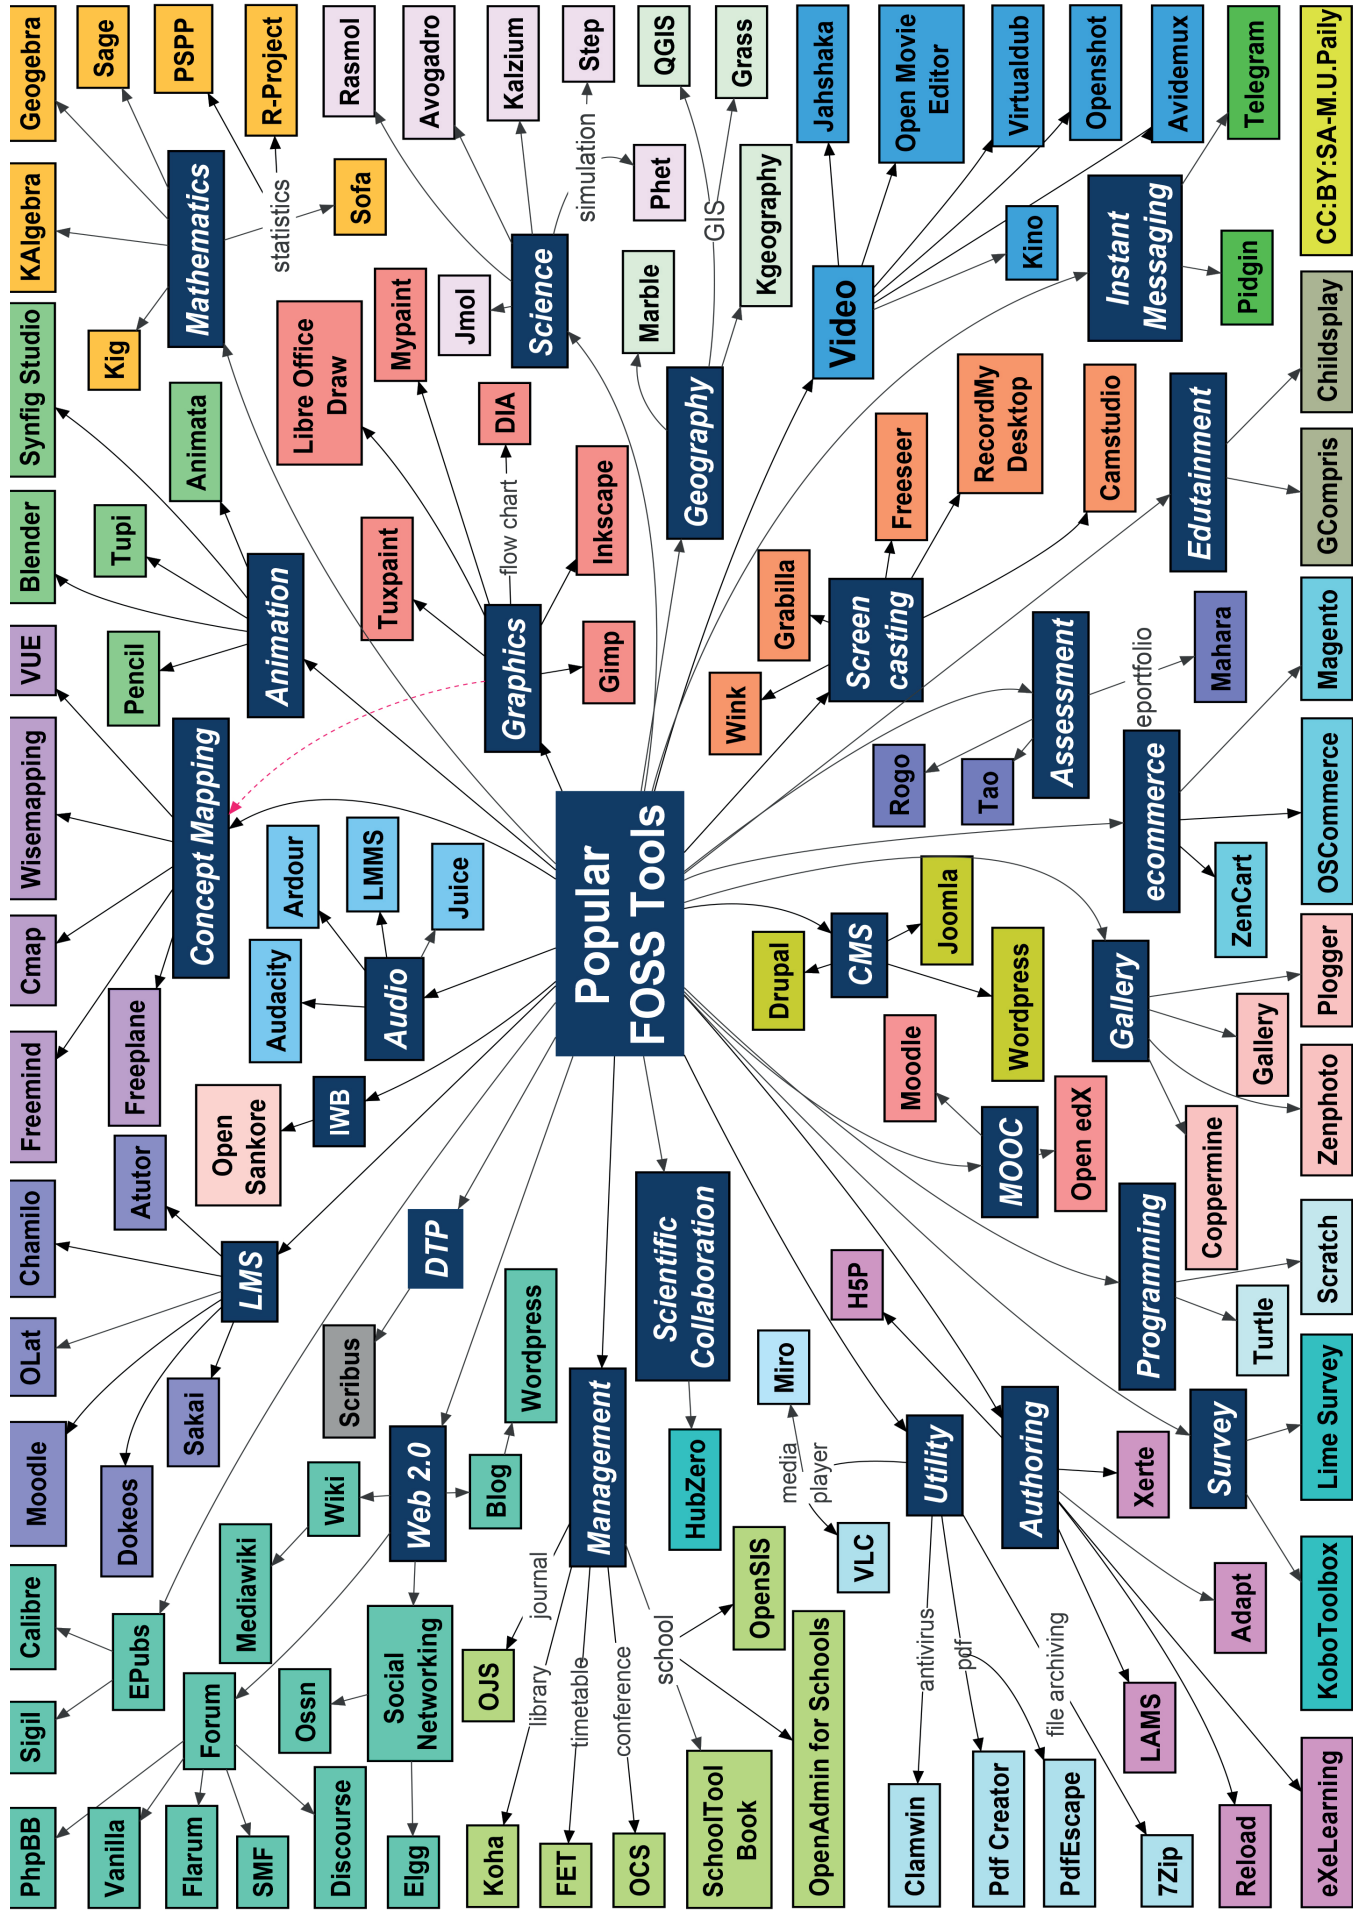 PhpBB
Sigil
Calibre
Moodle
OLat
Chamilo
Freemind
Cmap
Wisemapping
VUE
Blender
Synfig Studio
KAlgebra
Geogebra
Vanilla
EPubs
Dokeos
Atutor
Freeplane
Pencil
Tupi
Kig
Sage
Flarum
Forum
Sakai
Concept Mapping
Animata
Mathematics
PSPP
SMF
Mediawiki
LMS
Open
Sankore
Audacity
Ardour
Animation
statistics
R-Project
Discourse
Ossn
Wiki
Scribus
IWB
LMMS
Tuxpaint
Libre Office
Draw
Sofa
Rasmol
Elgg
Social
Networking
Web 2.0
DTP
Audio
Juice
Mypaint
Avogadro
Koha
OJS
Blog
Wordpress
Graphics
flow chart
DIA
Jmol
Kalzium
library
journal
FET
timetable
Management
Gimp
Inkscape
Science
simulation
Step
OCS
conference
school
HubZero
Scientific
Collaboration
Popular
FOSS Tools
Geography
Marble
Phet
QGIS
SchoolTool
Book
OpenSIS
GIS
Grass
OpenAdmin for Schools
media
player
Miro
Drupal
Wink
Grabilla
Kgeography
VLC
H5P
CMS
Screen
casting
Video
Jahshaka
Clamwin
antivirus
Utility
Moodle
Joomla
Rogo
Freeseer
Open Movie
Editor
Pdf Creator
pdf
Authoring
MOOC
Wordpress
Tao
RecordMy
Desktop
Kino
Virtualdub
PdfEscape
file archiving
Open edX
Assessment
Camstudio
Openshot
LAMS
Xerte
Programming
Gallery
ecommerce
eportfolio
Instant
Messaging
7Zip
Adapt
Survey
Coppermine
ZenCart
Mahara
Edutainment
Avidemux
Reload
Turtle
Gallery
Pidgin
Telegram
eXeLearning
KoboToolbox
Lime Survey
Scratch
Zenphoto
Plogger
OSCommerce
Magento
GCompris
Childsplay
CC:BY:SA-M.U.Paily